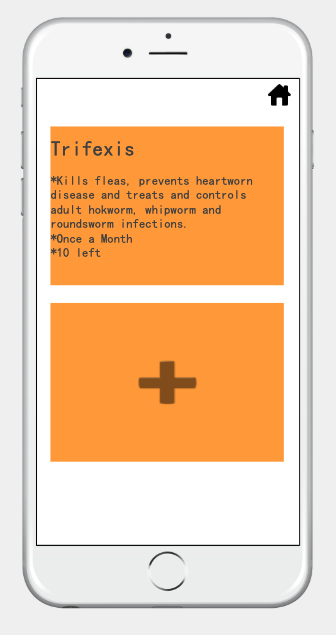 Trifexis
*Kills fleas, prevents heartworn
disease and treats and controls
adult hokworm, whipworm and
roundsworm infections.
*Once a Month
*10 left